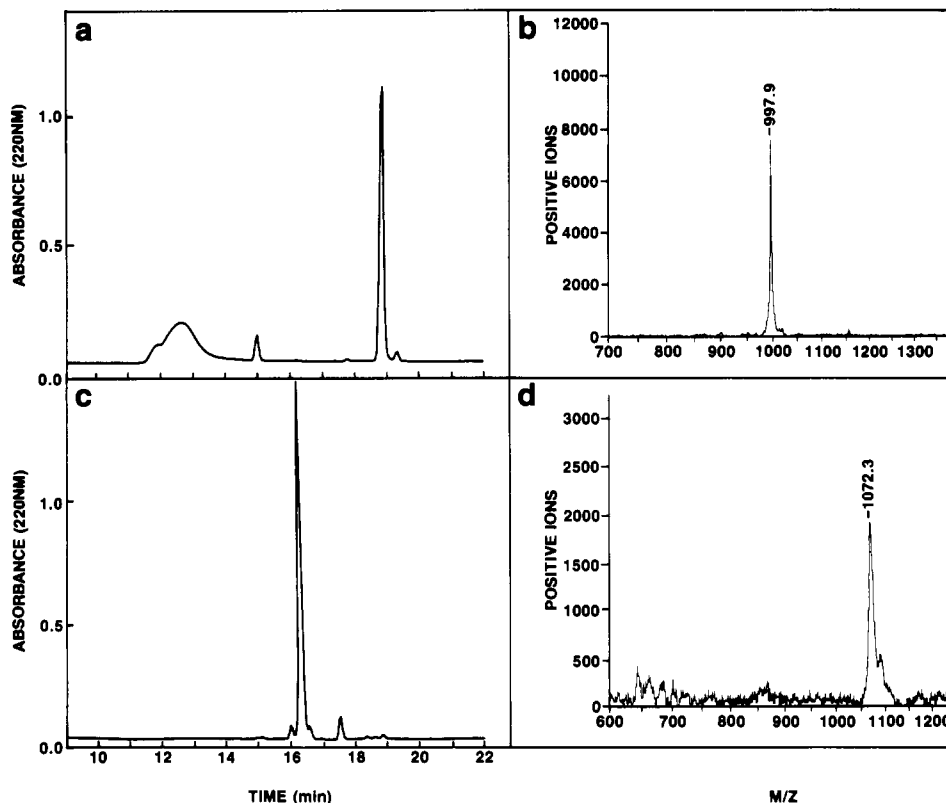 a
ABSORBANCE (220NM)
1.0
0.5
0.0
b
POSITIVE IONS
12000
10000
8000
6000
4000
2000
0
-997.9
700 800 900 1000 1100 1200 1300
c
ABSORBANCE (220NM)
1.0
0.5
0.0
10 12 14 16 18 20 22
TIME (min)
d
POSITIVE IONS
3000
2500
2000
1500
1000
500
0
-1072.3
600 700 800 900 1000 1100 1200
M/Z